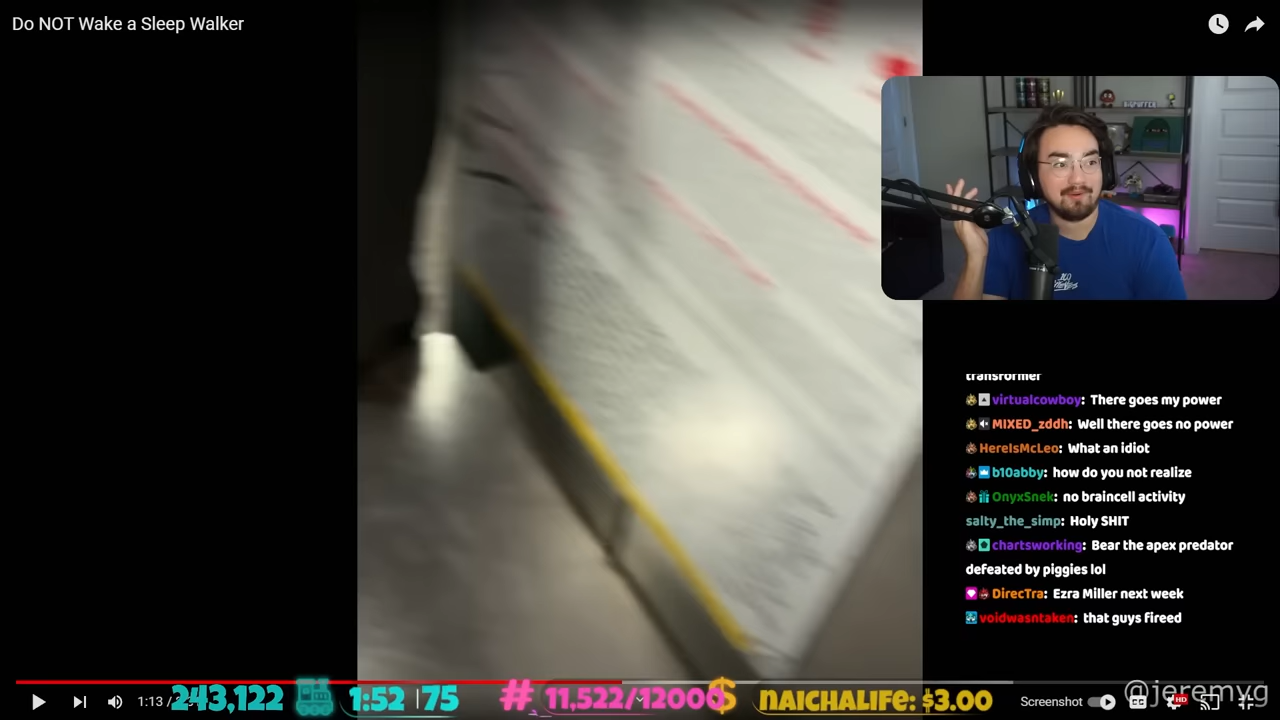 Do NOT Wake a Sleep Walker
transformer
virtualcowboy: There goes my power
MIXED_zddh: Well there goes no power
HereIsMcLeo: What an idiot
b10abby: how do you not realize
OnyxSnek: no braincell activity
salty_the_simp: Holy SHIT
chartsworking: Bear the apex predator
defeated by piggies lol
DirecTra: Ezra Miller next week
voidwasntaken: that guys fireed
1:13 /
243,122
1:52 | 75
# 11,522/12000
$ NAICHALIFE: $3.00
Screenshot
HD
@jeremyg